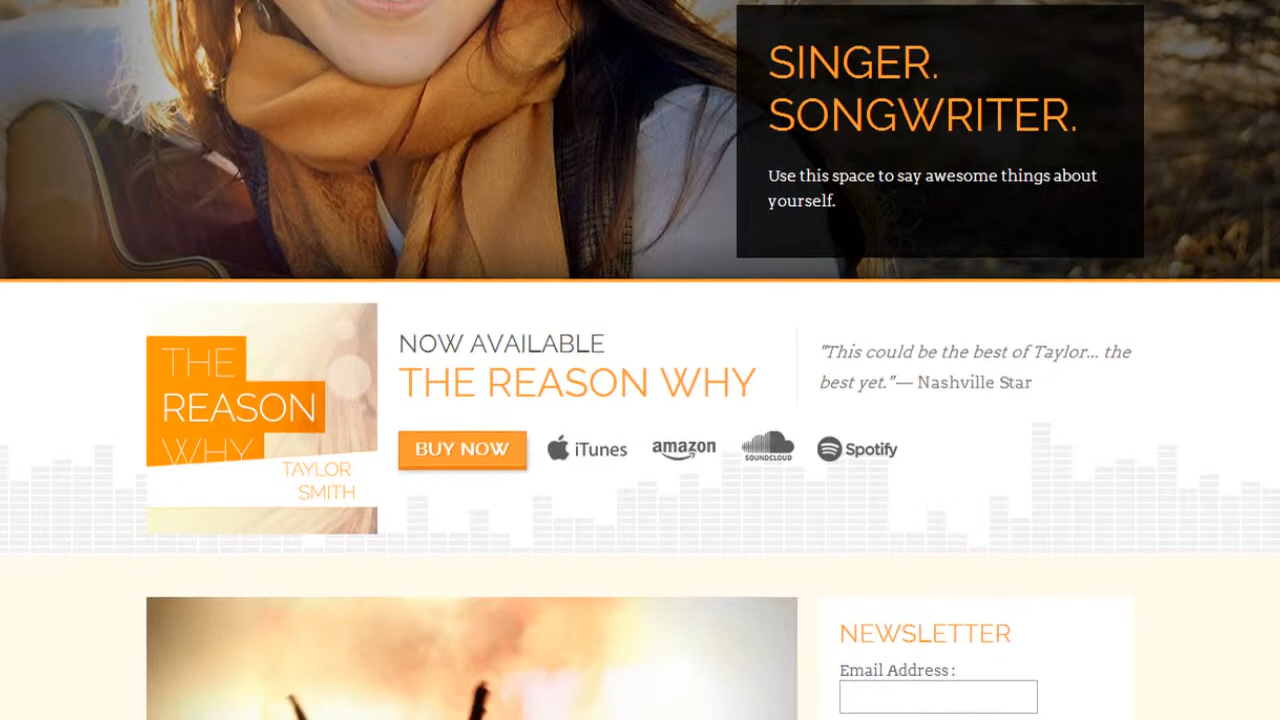 SINGER.
SONGWRITER.
Use this space to say awesome things about
yourself.
THE
REASON
WHY
TAYLOR
SMITH
NOW AVAILABLE
THE REASON WHY
"This could be the best of Taylor... the
best yet."— Nashville Star
BUY NOW
iTunes
amazon
SOUNDCLOUD
Spotify
NEWSLETTER
Email Address: